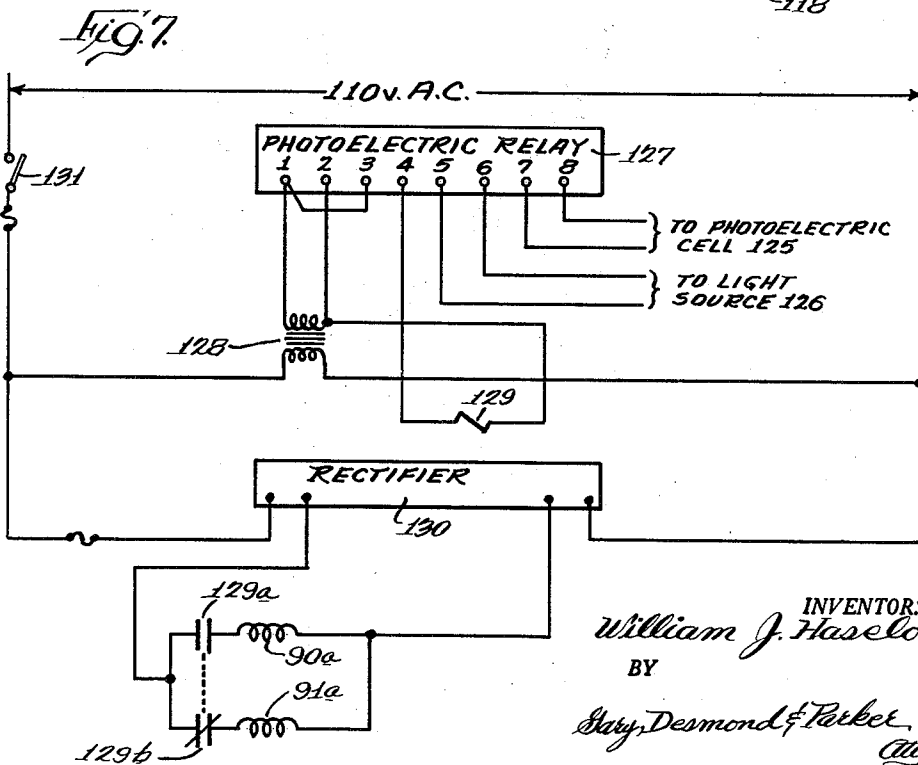 118
Fig. 7.
110 v. A.C.
131
PHOTOELECTRIC RELAY
127
1 2 3 4 5 6 7 8
TO PHOTOELECTRIC
CELL 125
TO LIGHT
SOURCE 126
128
129
RECTIFIER
130
129a
90a
91a
129b
INVENTOR:
William J. Haselo
BY
Gary, Desmond & Parker